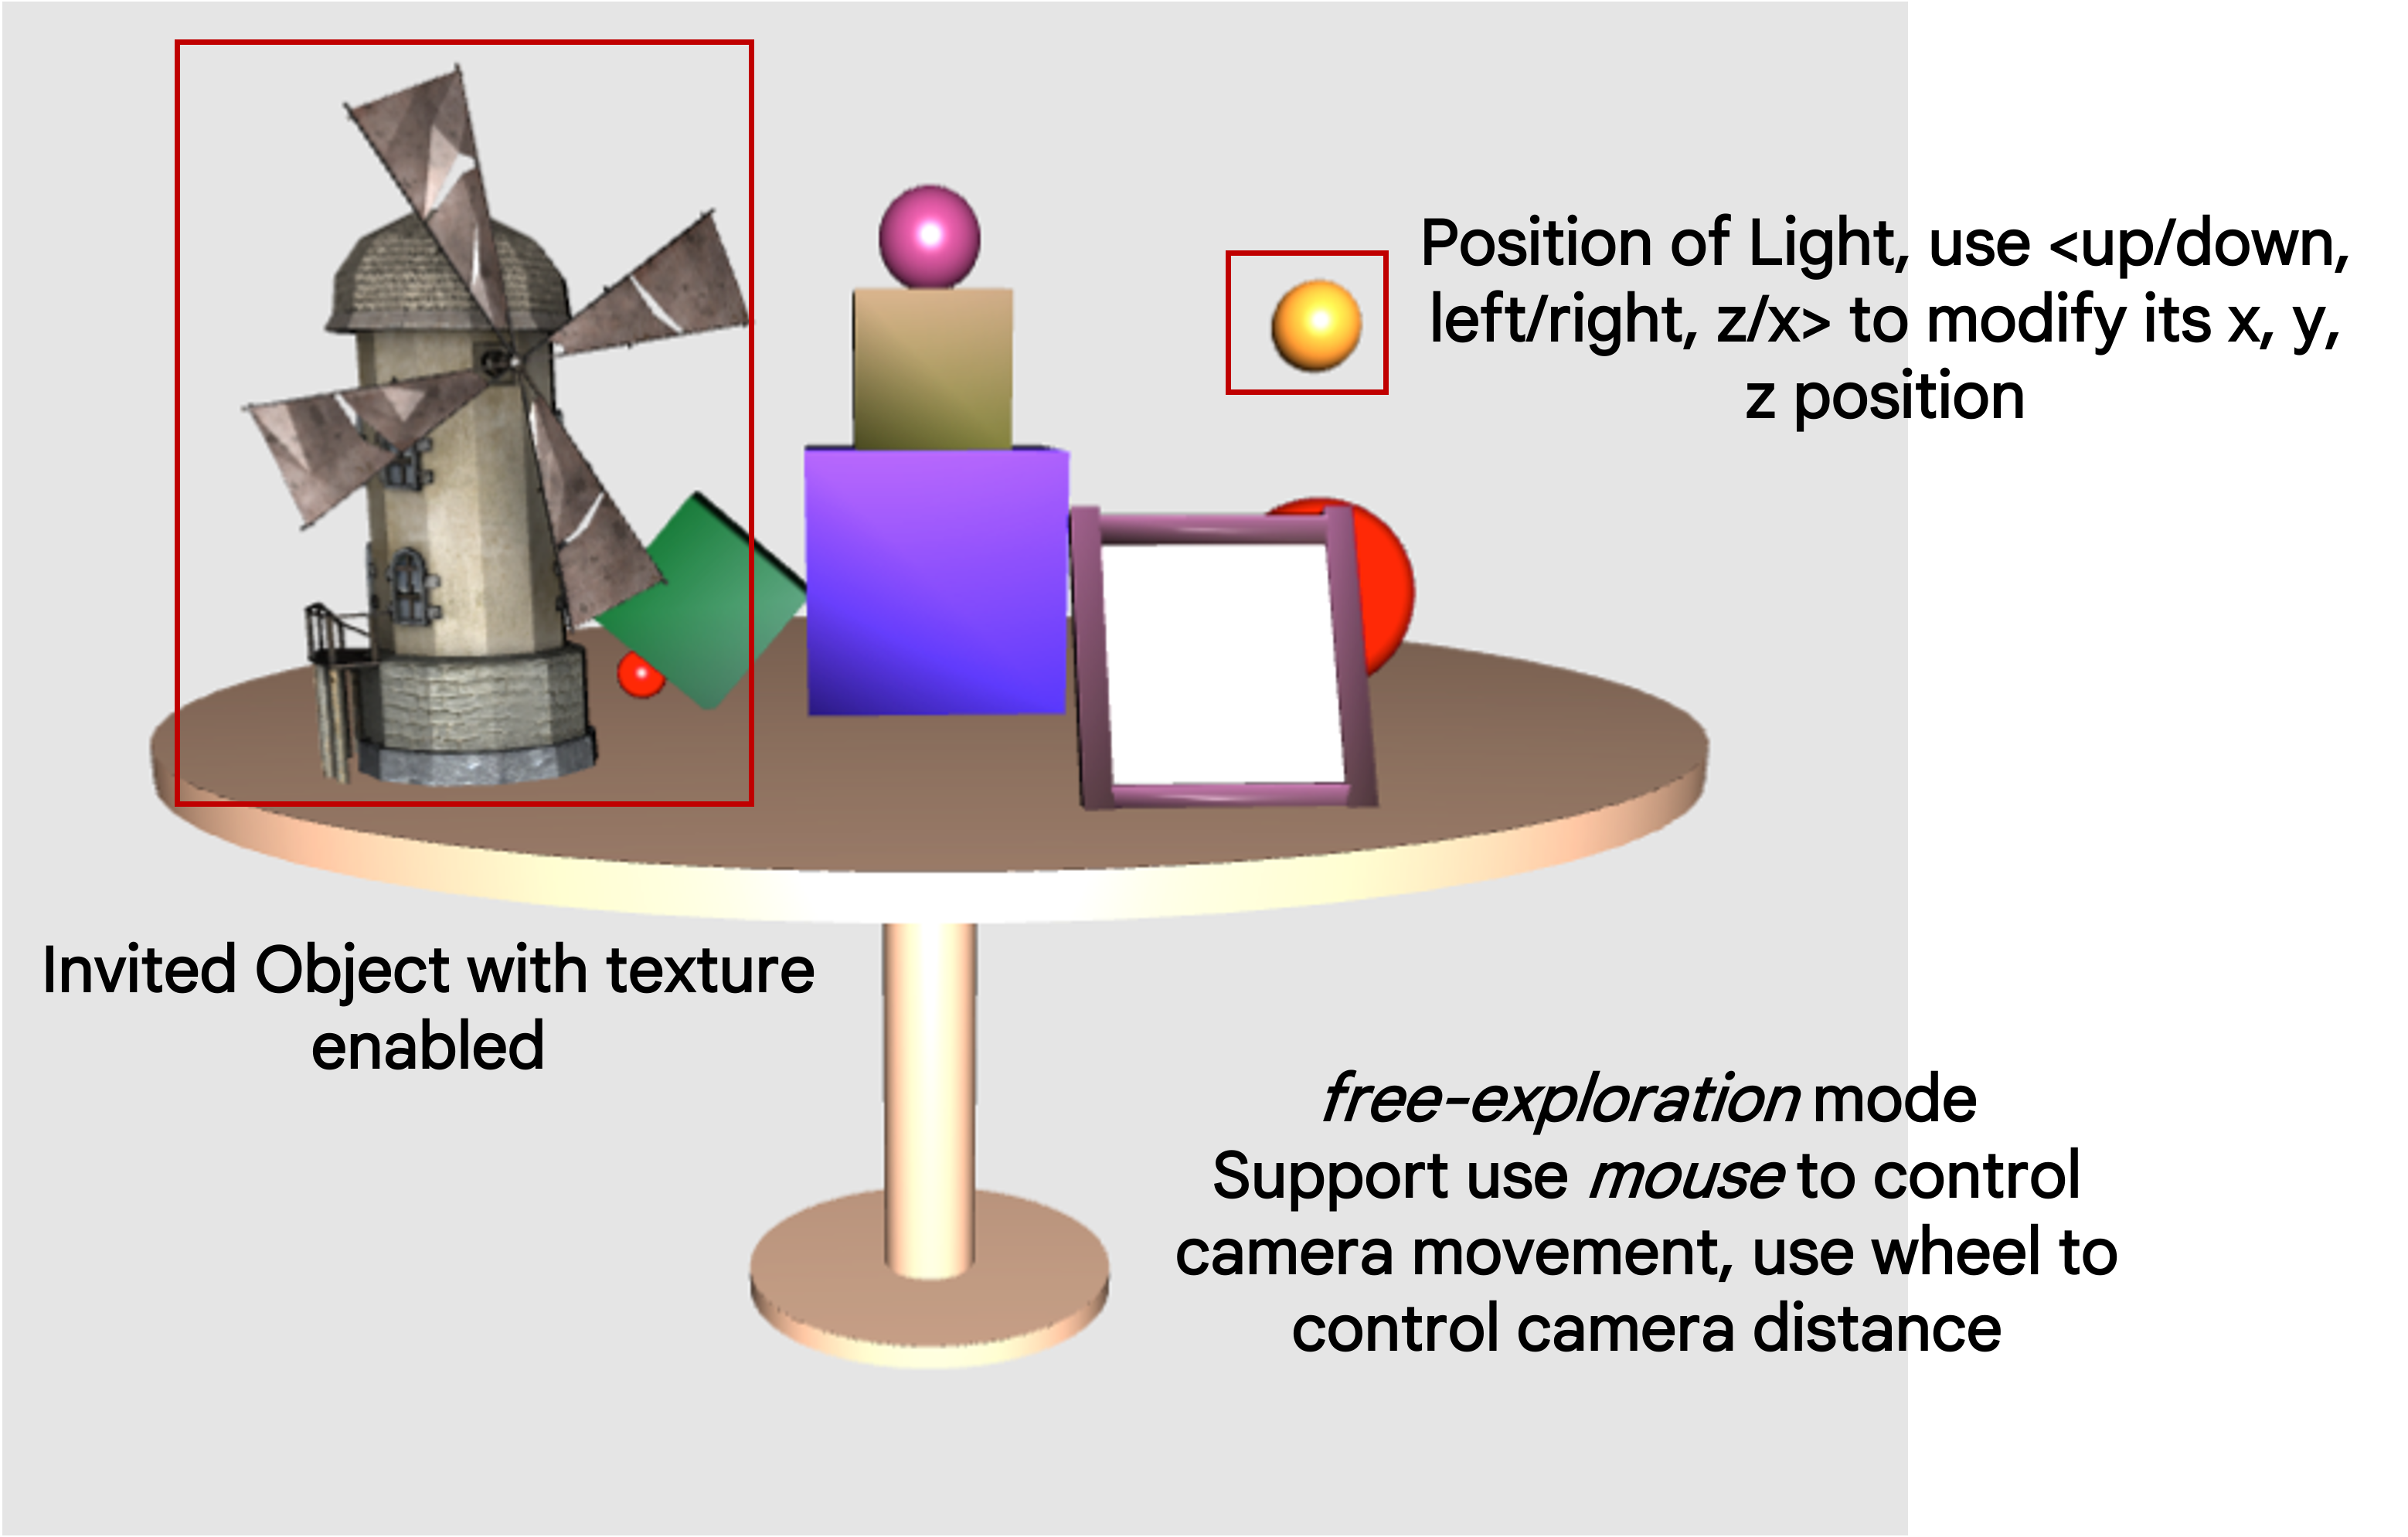 Position of Light, use <up/down,
left/right, z/x> to modify its x, y,
z position
Invited Object with texture
enabled
free-exploration mode
Support use mouse to control
camera movement, use wheel to
control camera distance